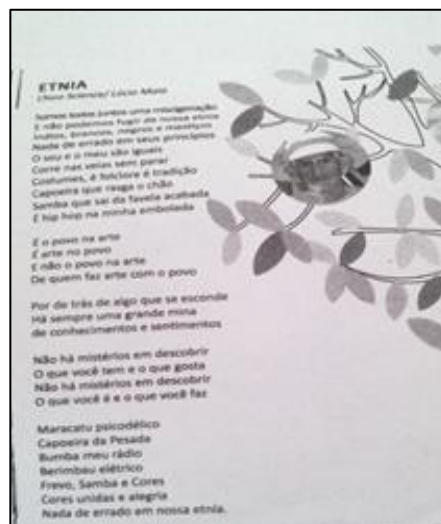 ETNIA
Chico Science/ Lúcio Maia
Somos todos juntos uma miscigenação
E não podemos fugir da nossa etnia
Índios, brancos, negros e mestiços
Nada de errado em seus princípios
O seu e o meu são iguais
Corre nas veias sem parar
Costumes, é folclore é tradição
Capoeira que rasga o chão
Samba que sai da favela acabada
É hip hop na minha embolada
É o povo na arte
É arte no povo
E não o povo na arte
De quem faz arte com o povo
Por de trás de algo que se esconde
Há sempre uma grande mina
de conhecimentos e sentimentos
Não há mistérios em descobrir
O que você tem e o que gosta
Não há mistérios em descobrir
O que você é e o que você faz
Maracatu psicodélico
Capoeira da Pesada
Bumba meu rádio
Berimbau elétrico
Frevo, Samba e Cores
Cores unidas e alegria
Nada de errado em nossa etnia.